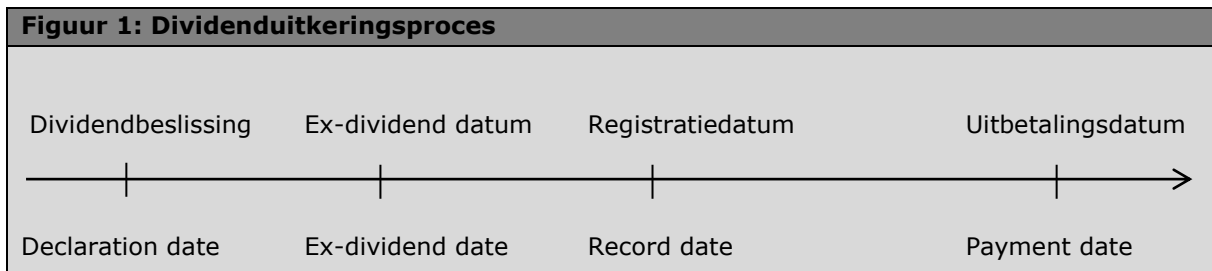 Figuur 1: Dividenduitkeringsproces
Dividendbeslissing Ex-dividend datum Registratiedatum Uitbetalingsdatum
Declaration date Ex-dividend date Record date Payment date